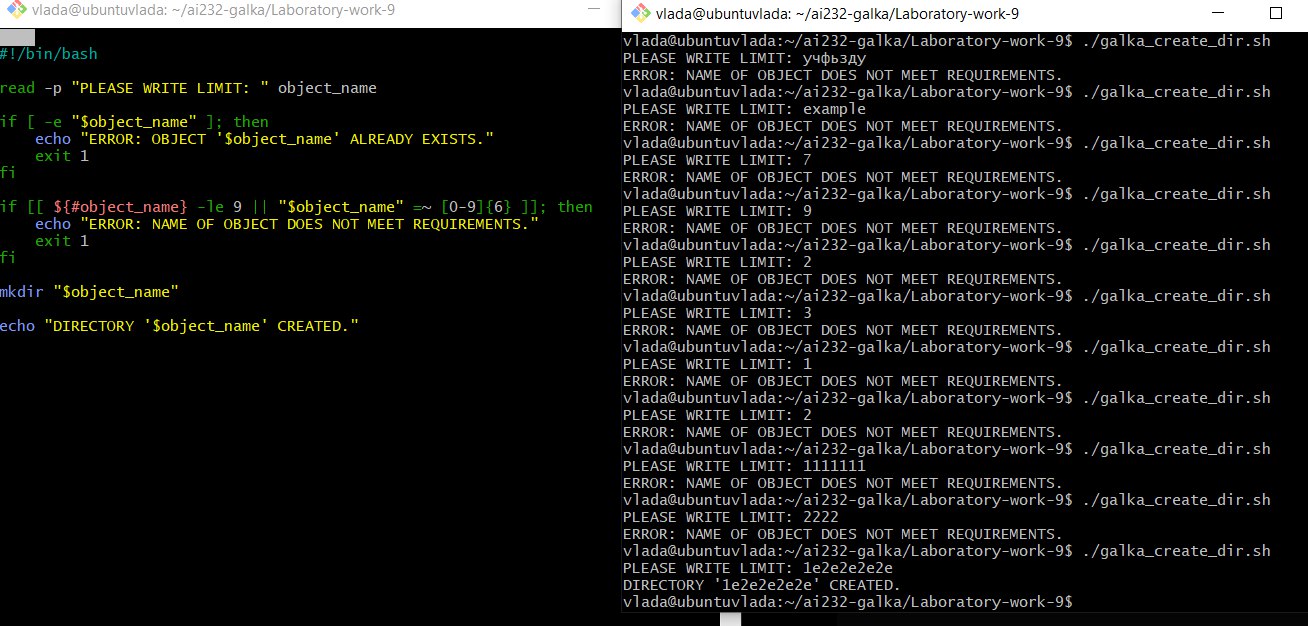 vlada@ubuntuvlada: ~/ai232-galka/Laboratory-work-9
#!/bin/bash
read -p "PLEASE WRITE LIMIT: " object_name
if [ -e "$object_name" ]; then
echo "ERROR: OBJECT '$object_name' ALREADY EXISTS."
exit 1
fi
if [[ ${#object_name} -le 9 || "$object_name" =~ [0-9]{6} ]]; then
echo "ERROR: NAME OF OBJECT DOES NOT MEET REQUIREMENTS."
exit 1
fi
mkdir "$object_name"
echo "DIRECTORY '$object_name' CREATED."
vlada@ubuntuvlada: ~/ai232-galka/Laboratory-work-9
vlada@ubuntuvlada:~/ai232-galka/Laboratory-work-9$ ./galka_create_dir.sh
PLEASE WRITE LIMIT: учфьзду
ERROR: NAME OF OBJECT DOES NOT MEET REQUIREMENTS.
vlada@ubuntuvlada:~/ai232-galka/Laboratory-work-9$ ./galka_create_dir.sh
PLEASE WRITE LIMIT: example
ERROR: NAME OF OBJECT DOES NOT MEET REQUIREMENTS.
vlada@ubuntuvlada:~/ai232-galka/Laboratory-work-9$ ./galka_create_dir.sh
PLEASE WRITE LIMIT: 7
ERROR: NAME OF OBJECT DOES NOT MEET REQUIREMENTS.
vlada@ubuntuvlada:~/ai232-galka/Laboratory-work-9$ ./galka_create_dir.sh
PLEASE WRITE LIMIT: 9
ERROR: NAME OF OBJECT DOES NOT MEET REQUIREMENTS.
vlada@ubuntuvlada:~/ai232-galka/Laboratory-work-9$ ./galka_create_dir.sh
PLEASE WRITE LIMIT: 2
ERROR: NAME OF OBJECT DOES NOT MEET REQUIREMENTS.
vlada@ubuntuvlada:~/ai232-galka/Laboratory-work-9$ ./galka_create_dir.sh
PLEASE WRITE LIMIT: 3
ERROR: NAME OF OBJECT DOES NOT MEET REQUIREMENTS.
vlada@ubuntuvlada:~/ai232-galka/Laboratory-work-9$ ./galka_create_dir.sh
PLEASE WRITE LIMIT: 1
ERROR: NAME OF OBJECT DOES NOT MEET REQUIREMENTS.
vlada@ubuntuvlada:~/ai232-galka/Laboratory-work-9$ ./galka_create_dir.sh
PLEASE WRITE LIMIT: 2
ERROR: NAME OF OBJECT DOES NOT MEET REQUIREMENTS.
vlada@ubuntuvlada:~/ai232-galka/Laboratory-work-9$ ./galka_create_dir.sh
PLEASE WRITE LIMIT: 1111111
ERROR: NAME OF OBJECT DOES NOT MEET REQUIREMENTS.
vlada@ubuntuvlada:~/ai232-galka/Laboratory-work-9$ ./galka_create_dir.sh
PLEASE WRITE LIMIT: 2222
ERROR: NAME OF OBJECT DOES NOT MEET REQUIREMENTS.
vlada@ubuntuvlada:~/ai232-galka/Laboratory-work-9$ ./galka_create_dir.sh
PLEASE WRITE LIMIT: 1e2e2e2e2e
DIRECTORY '1e2e2e2e2e' CREATED.
vlada@ubuntuvlada:~/ai232-galka/Laboratory-work-9$